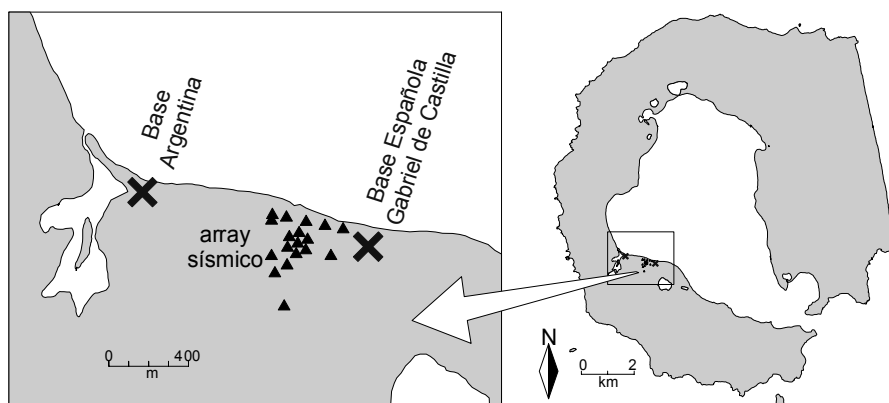 Base
Argentina
Base Española
Gabriel de Castilla
array
sísmico
0 400
m
N
0 2
km